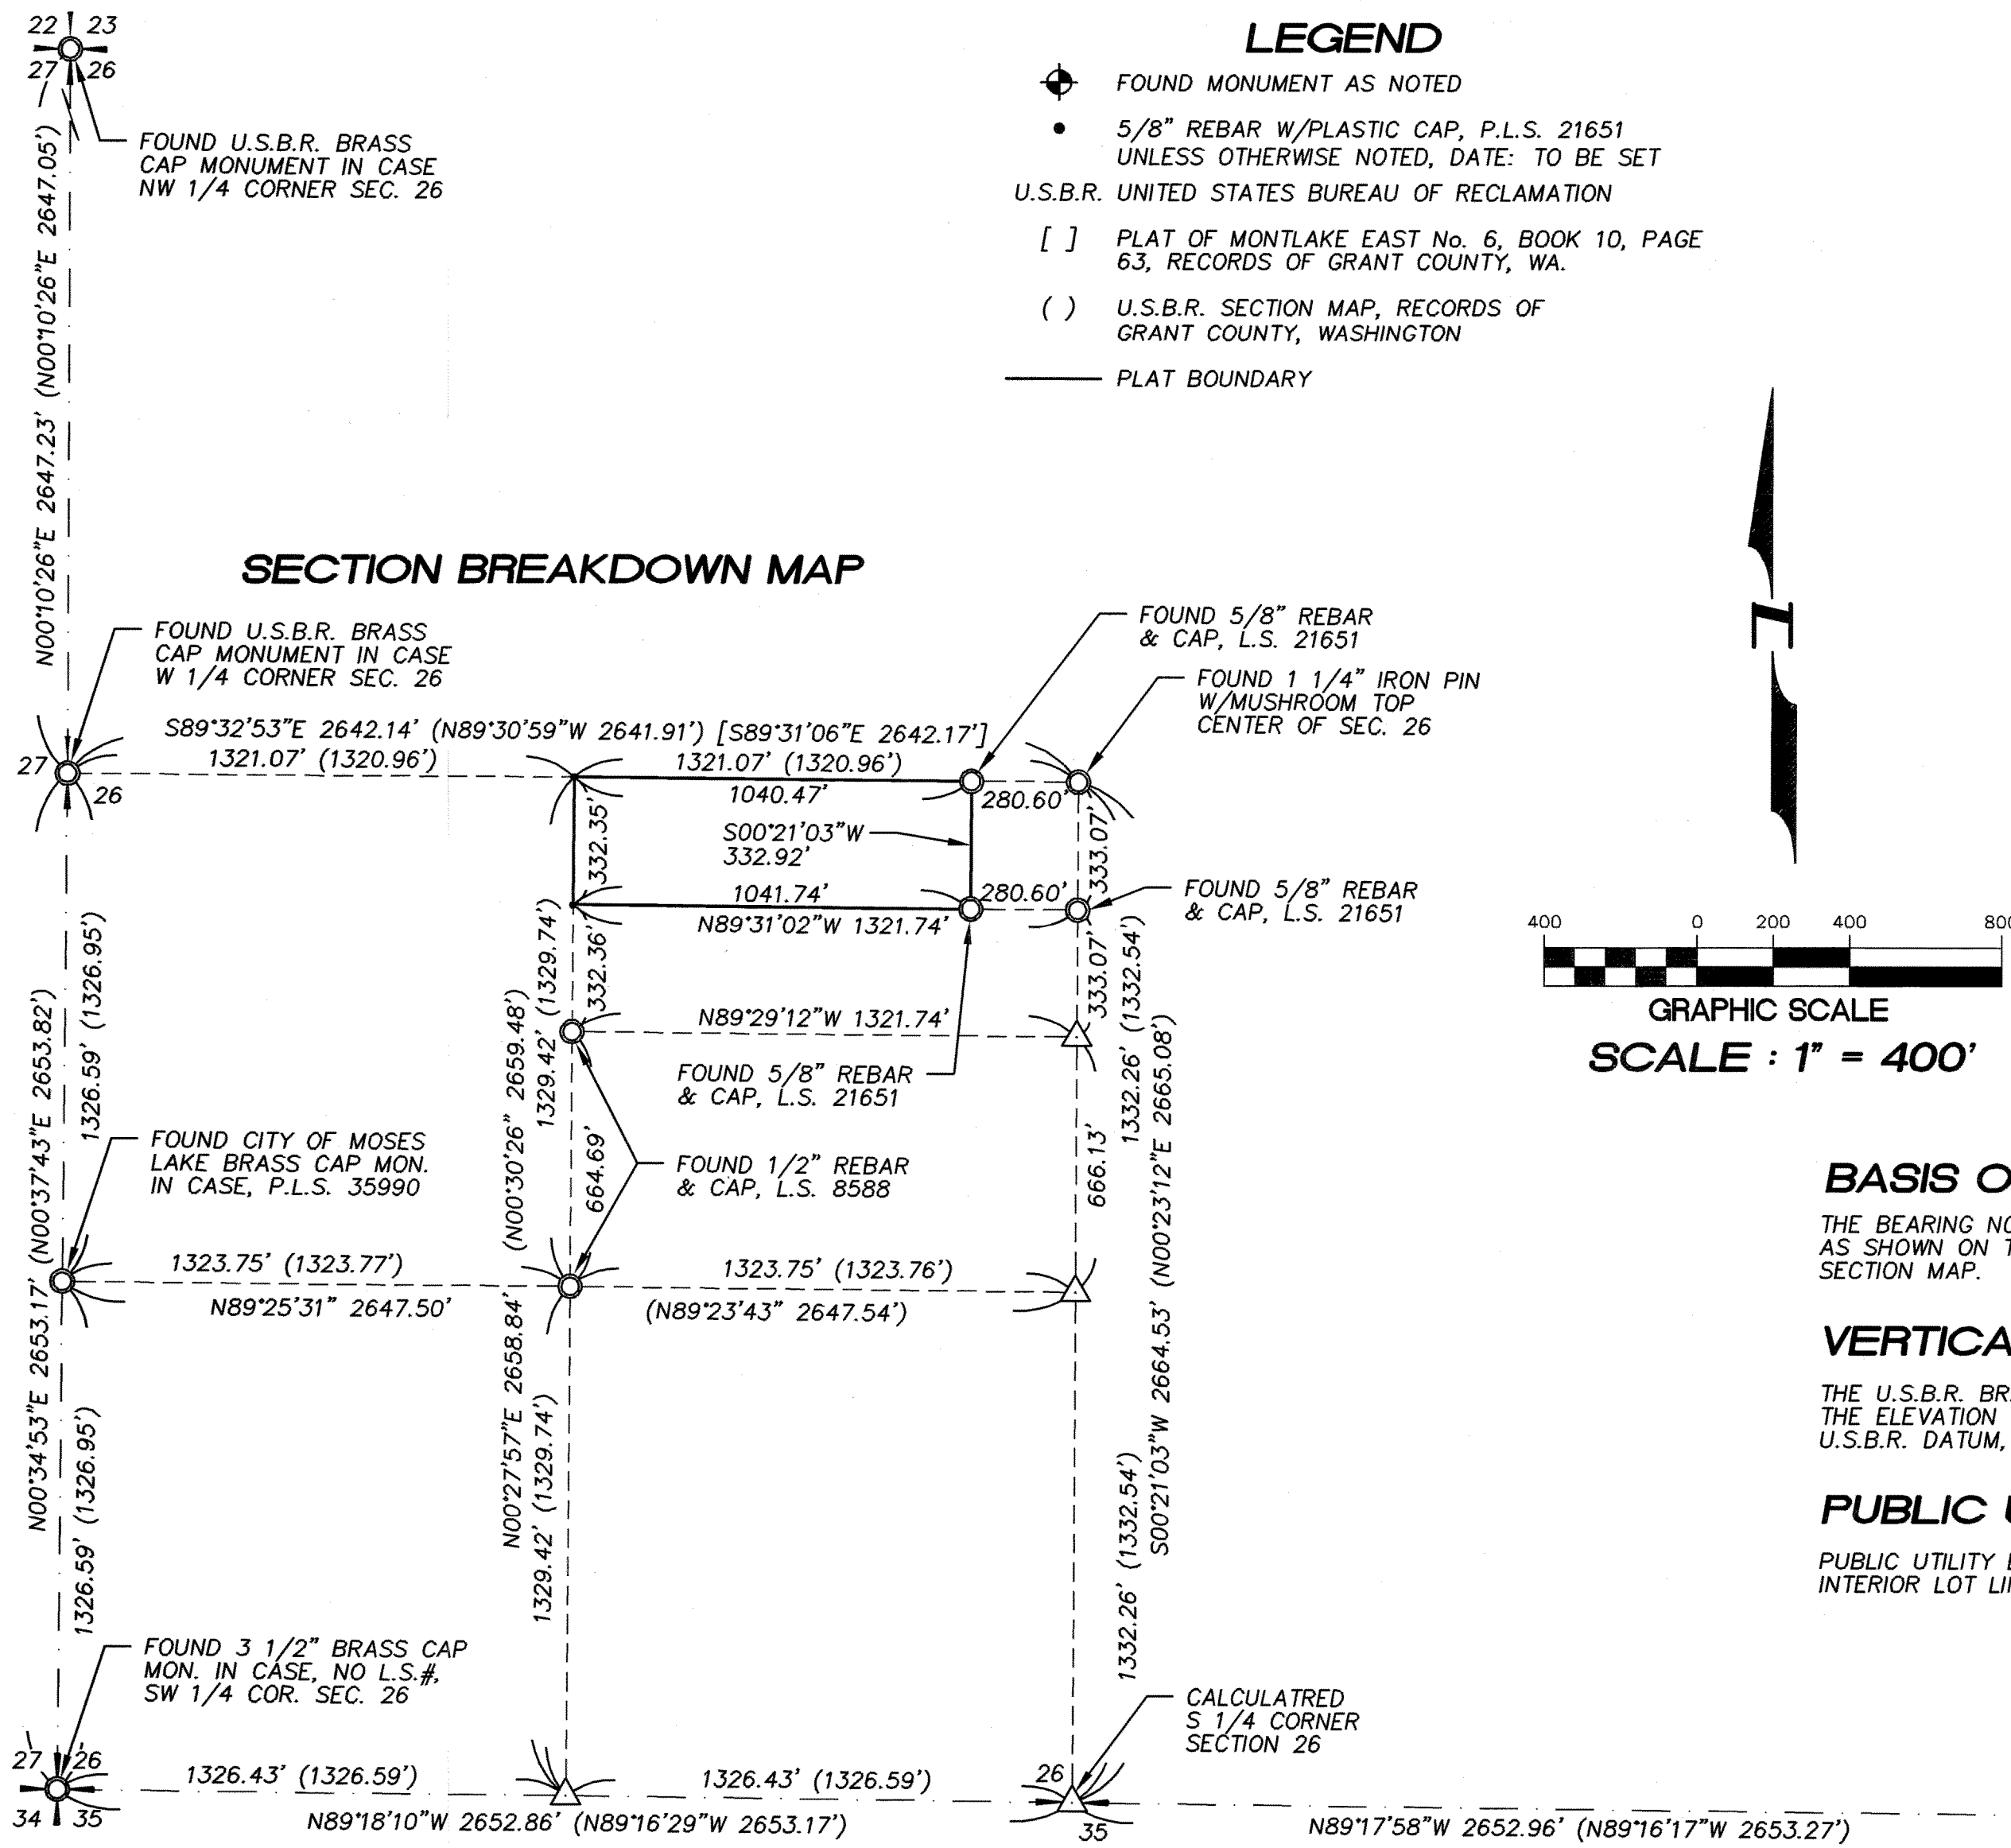 22 23
27 26
FOUND U.S.B.R. BRASS
CAP MONUMENT IN CASE
NW 1/4 CORNER SEC. 26
N00°10'26"E 2647.23' (N00°10'26"E 2647.05')
LEGEND
FOUND MONUMENT AS NOTED
5/8" REBAR W/PLASTIC CAP, P.L.S. 21651
UNLESS OTHERWISE NOTED, DATE: TO BE SET
U.S.B.R. UNITED STATES BUREAU OF RECLAMATION
[ ] PLAT OF MONTLAKE EAST No. 6, BOOK 10, PAGE
63, RECORDS OF GRANT COUNTY, WA.
( ) U.S.B.R. SECTION MAP, RECORDS OF
GRANT COUNTY, WASHINGTON
PLAT BOUNDARY
SECTION BREAKDOWN MAP
FOUND U.S.B.R. BRASS
CAP MONUMENT IN CASE
W 1/4 CORNER SEC. 26
FOUND 5/8" REBAR
& CAP, L.S. 21651
FOUND 1 1/4" IRON PIN
W/MUSHROOM TOP
CENTER OF SEC. 26
S89°32'53"E 2642.14' (N89°30'59"W 2641.91') [S89°31'06"E 2642.17']
1321.07' (1320.96')
1321.07' (1320.96')
27
26
1040.47'
280.60'
332.35'
S00°21'03"W
332.92'
333.07'
1041.74'
280.60'
N89°31'02"W 1321.74'
FOUND 5/8" REBAR
& CAP, L.S. 21651
332.36'
333.07'
N89°29'12"W 1321.74'
FOUND 5/8" REBAR
& CAP, L.S. 21651
1326.59' (1326.95')
N00°34'53"E 2653.17' (N00°37'43"E 2653.82')
1329.42' (1329.74')
(N00°30'26" 2659.48')
664.69'
666.13'
1332.26' (1332.54')
S00°21'03"W 2664.53' (N00°23'12"E 2665.08')
FOUND CITY OF MOSES
LAKE BRASS CAP MON.
IN CASE, P.L.S. 35990
FOUND 1/2" REBAR
& CAP, L.S. 8588
1323.75' (1323.77')
1323.75' (1323.76')
N89°25'31" 2647.50'
(N89°23'43" 2647.54')
1326.59' (1326.95')
N00°27'57"E 2658.84'
1329.42' (1329.74')
1332.26' (1332.54')
FOUND 3 1/2" BRASS CAP
MON. IN CASE, NO L.S.#,
SW 1/4 COR. SEC. 26
CALCULATRED
S 1/4 CORNER
SECTION 26
27 26
34 35
1326.43' (1326.59')
1326.43' (1326.59')
26
35
N89°18'10"W 2652.86' (N89°16'29"W 2653.17')
N89°17'58"W 2652.96' (N89°16'17"W 2653.27')
400 0 200 400 800
GRAPHIC SCALE
SCALE : 1" = 400'
BASIS O
THE BEARING NO
AS SHOWN ON T
SECTION MAP.
VERTICA
THE U.S.B.R. BR
THE ELEVATION
U.S.B.R. DATUM,
PUBLIC U
PUBLIC UTILITY E
INTERIOR LOT LI